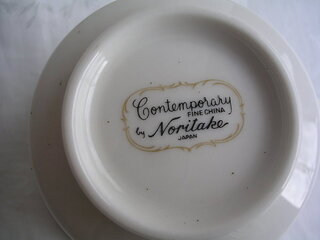 Contemporary
FINE CHINA
by Noritake
JAPAN